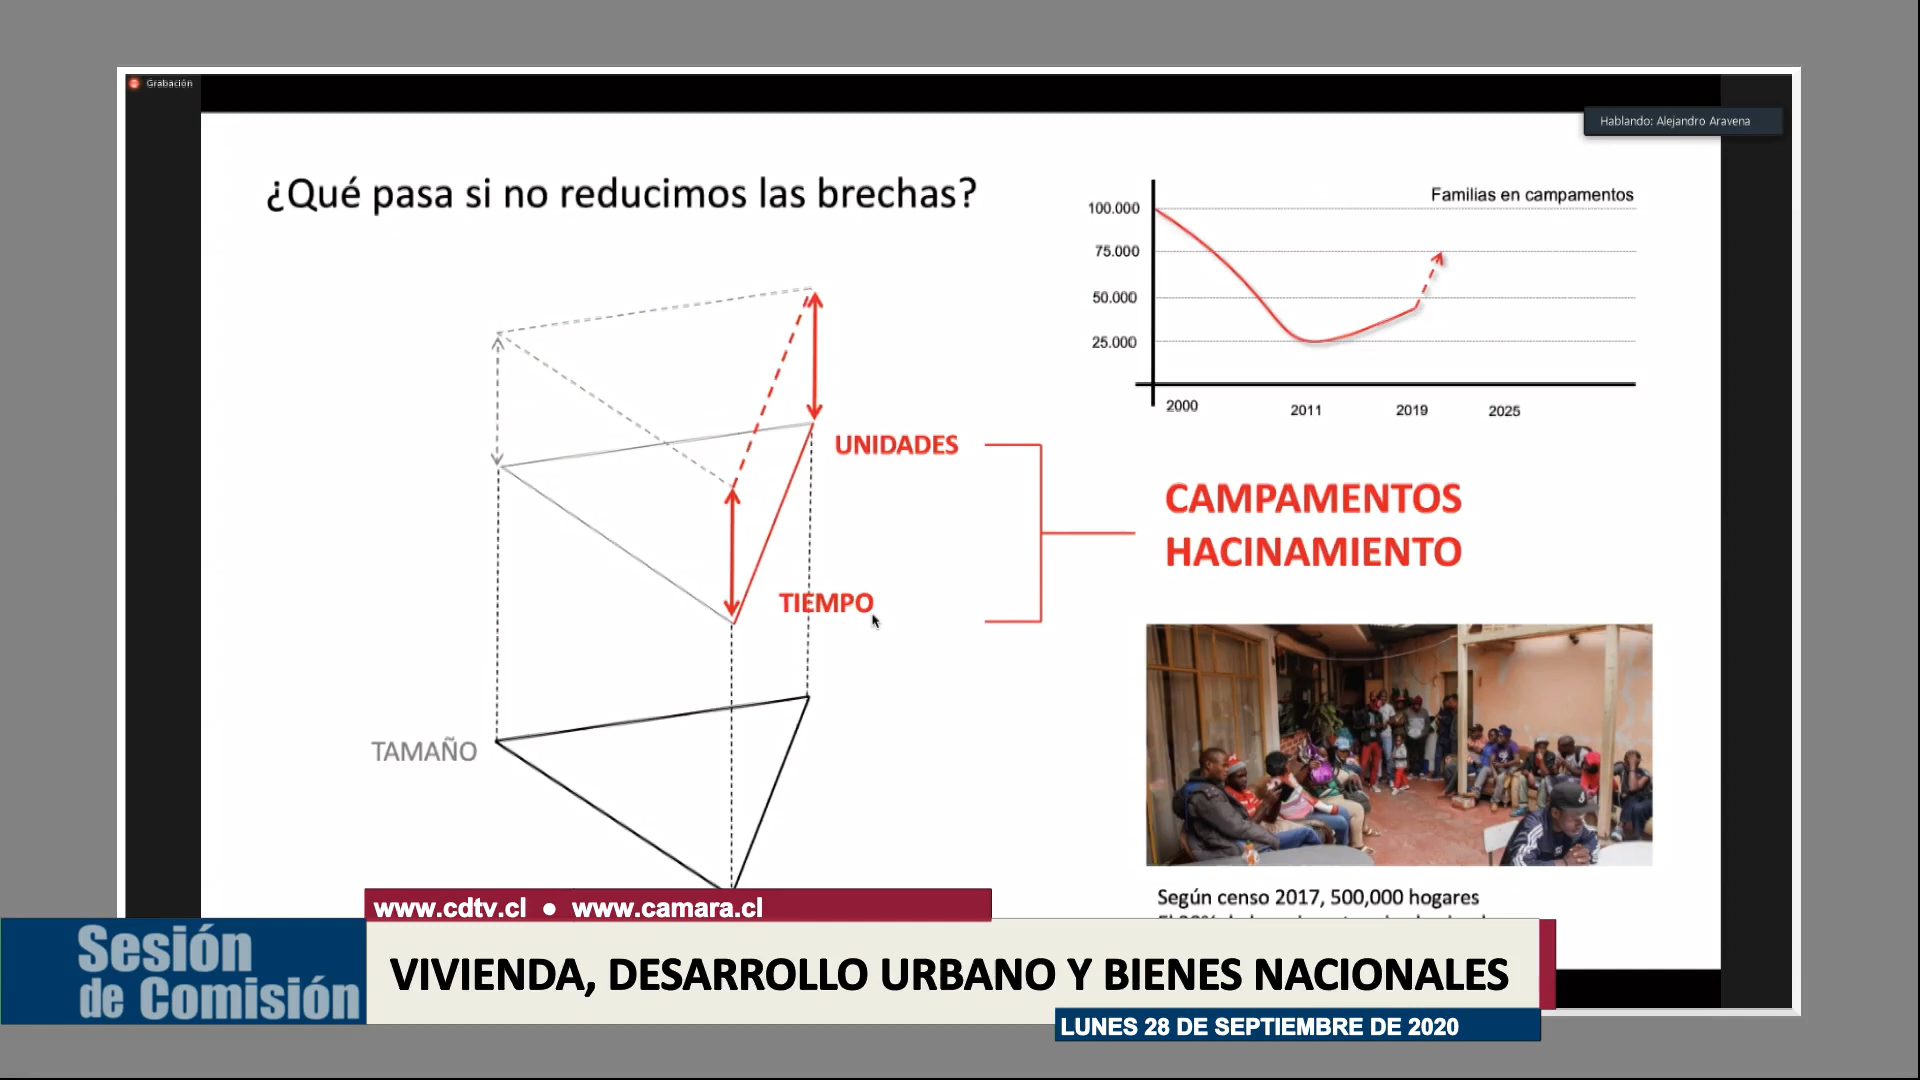 Grabación
Hablando: Alejandro Aravena
¿Qué pasa si no reducimos las brechas?
Familias en campamentos
100.000
75.000
50.000
25.000
2000
2011
2019
2025
UNIDADES
TIEMPO
TAMAÑO
CAMPAMENTOS
HACINAMIENTO
Según censo 2017, 500,000 hogares
www.cdtv.cl ● www.camara.cl
Sesión
de Comisión
VIVIENDA, DESARROLLO URBANO Y BIENES NACIONALES
LUNES 28 DE SEPTIEMBRE DE 2020